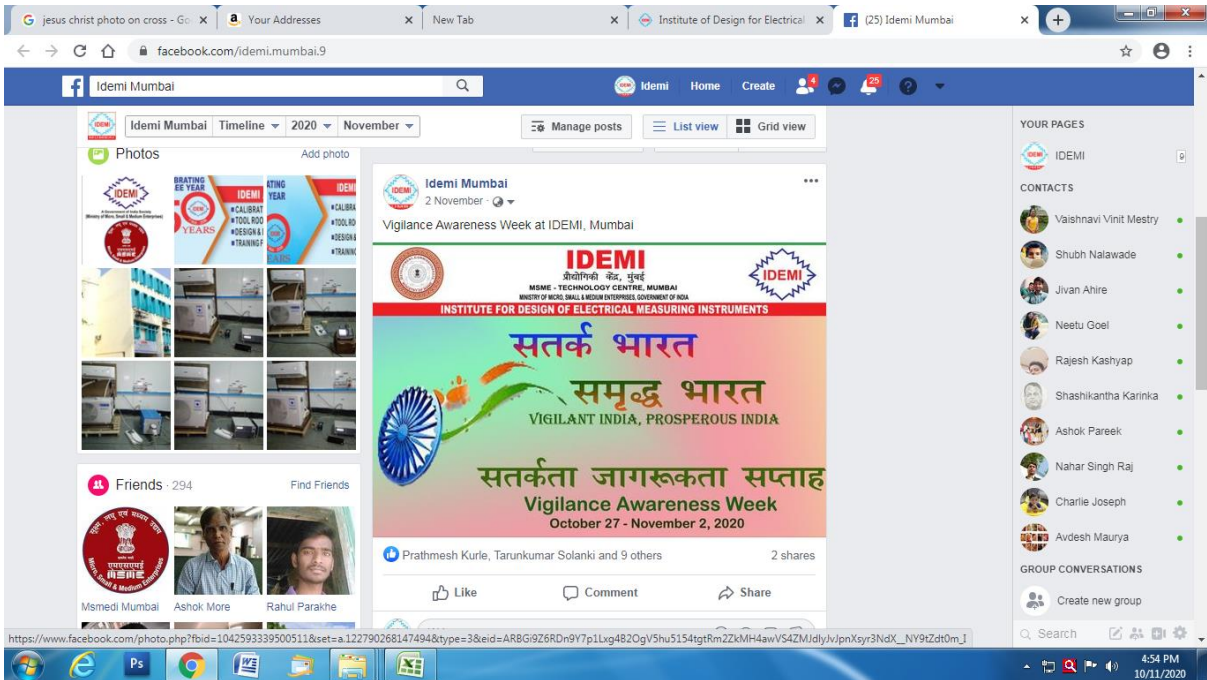 jesus christ photo on cross - Go
Your Addresses
New Tab
Institute of Design for Electrical
(25) Idemi Mumbai
facebook.com/idemi.mumbai.9
Idemi Mumbai
Idemi Home Create 4 25
Idemi Mumbai Timeline 2020 November
Manage posts List view Grid view
Photos Add photo
IDEMI
YEARS
IDEMI
Friends · 294 Find Friends
Msmedi Mumbai Ashok More Rahul Parakhe
Idemi Mumbai
2 November
Vigilance Awareness Week at IDEMI, Mumbai
IDEMI
प्रौद्योगिकी केंद्र, मुंबई
MSME - TECHNOLOGY CENTRE, MUMBAI
MINISTRY OF MICRO, SMALL & MEDIUM ENTERPRISES, GOVERNMENT OF INDIA
IDEMI
INSTITUTE FOR DESIGN OF ELECTRICAL MEASURING INSTRUMENTS
सतर्क भारत
समृद्ध भारत
VIGILANT INDIA, PROSPEROUS INDIA
सतर्कता जागरूकता सप्ताह
Vigilance Awareness Week
October 27 - November 2, 2020
Prathmesh Kurle, Tarunkumar Solanki and 9 others 2 shares
Like Comment Share
YOUR PAGES
IDEMI 9
CONTACTS
Vaishnavi Vinit Mestry
Shubh Nalawade
Jivan Ahire
Neetu Goel
Rajesh Kashyap
Shashikantha Karinka
Ashok Pareek
Nahar Singh Raj
Charlie Joseph
Avdesh Maurya
GROUP CONVERSATIONS
Create new group
Search
Ps
4:54 PM
10/11/2020